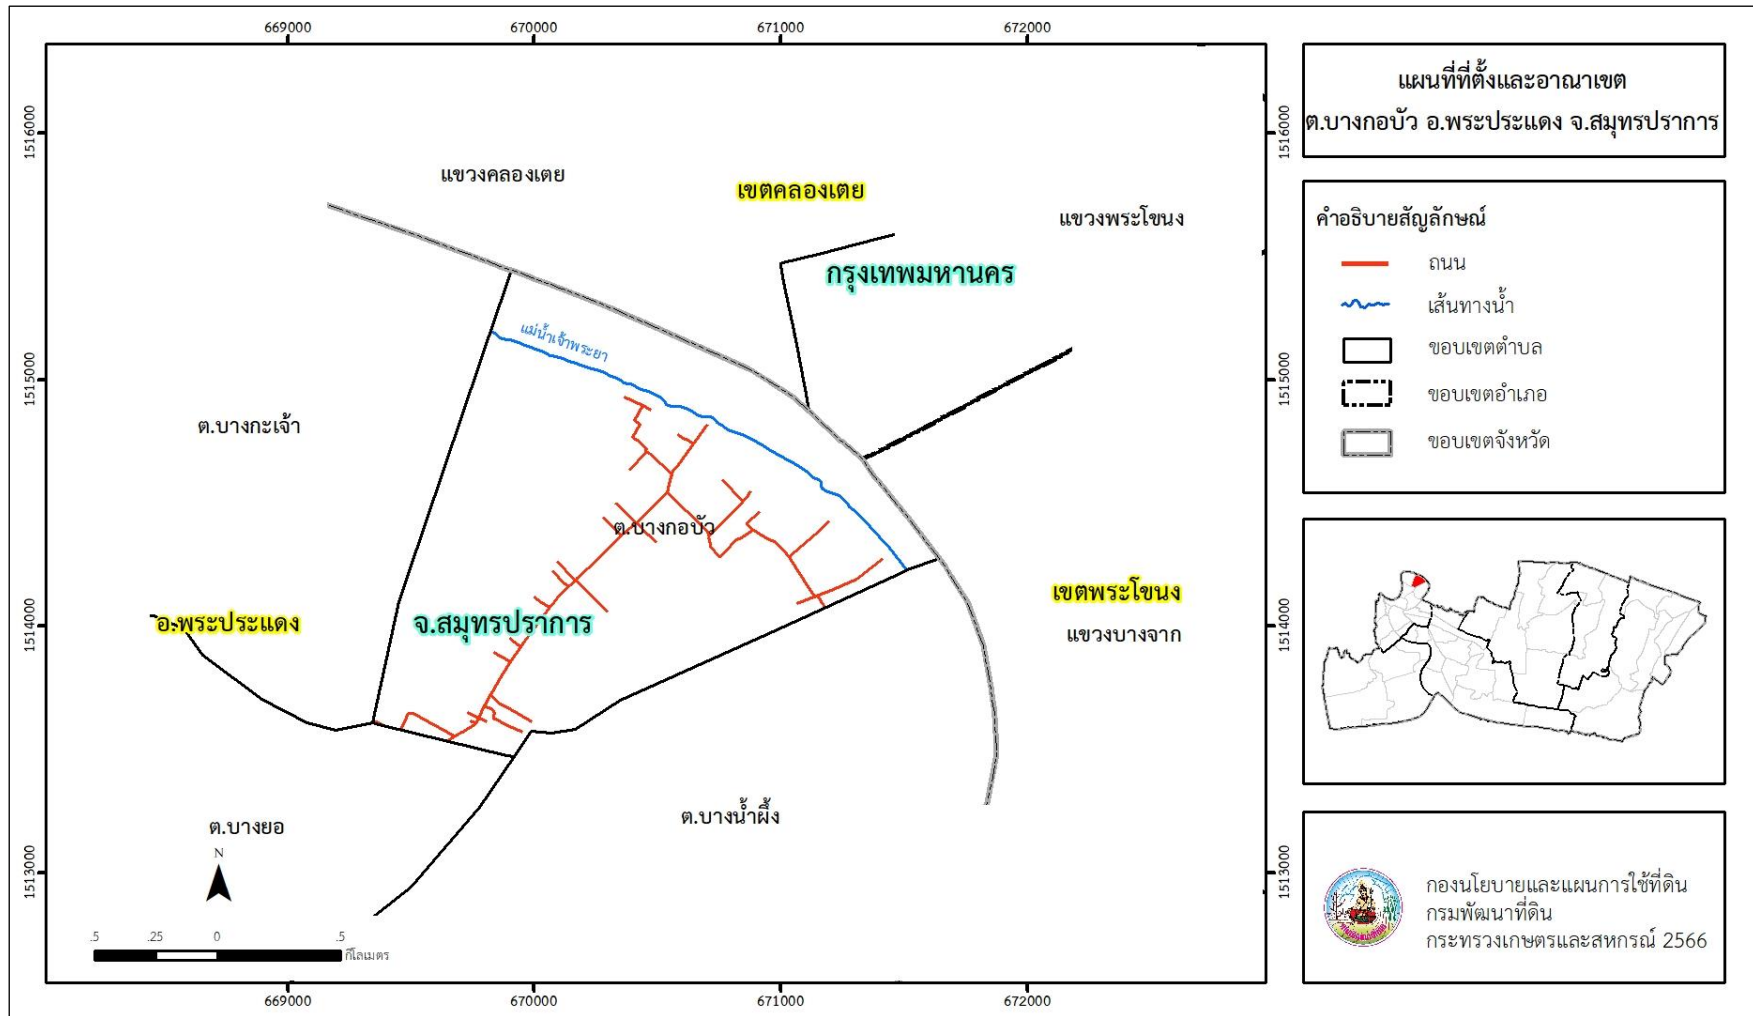 669000
670000
671000
672000
1516000
1516000
แผนที่ที่ตั้งและอาณาเขต
ต.บางกอบัว อ.พระประแดง จ.สมุทรปราการ
แขวงคลองเตย
เขตคลองเตย
แขวงพระโขนง
กรุงเทพมหานคร
คำอธิบายสัญลักษณ์
ถนน
เส้นทางน้ำ
ขอบเขตตำบล
ขอบเขตอำเภอ
ขอบเขตจังหวัด
แม่น้ำเจ้าพระยา
1515000
1515000
ต.บางกะเจ้า
ต.บางกอบัว
เขตพระโขนง
แขวงบางจาก
1514000
1514000
อ.พระประแดง
จ.สมุทรปราการ
ต.บางน้ำผึ้ง
ต.บางยอ
1513000
1513000
N
.5
.25
0
.5
กิโลเมตร
กองนโยบายและแผนการใช้ที่ดิน
กรมพัฒนาที่ดิน
กระทรวงเกษตรและสหกรณ์ 2566
669000
670000
671000
672000